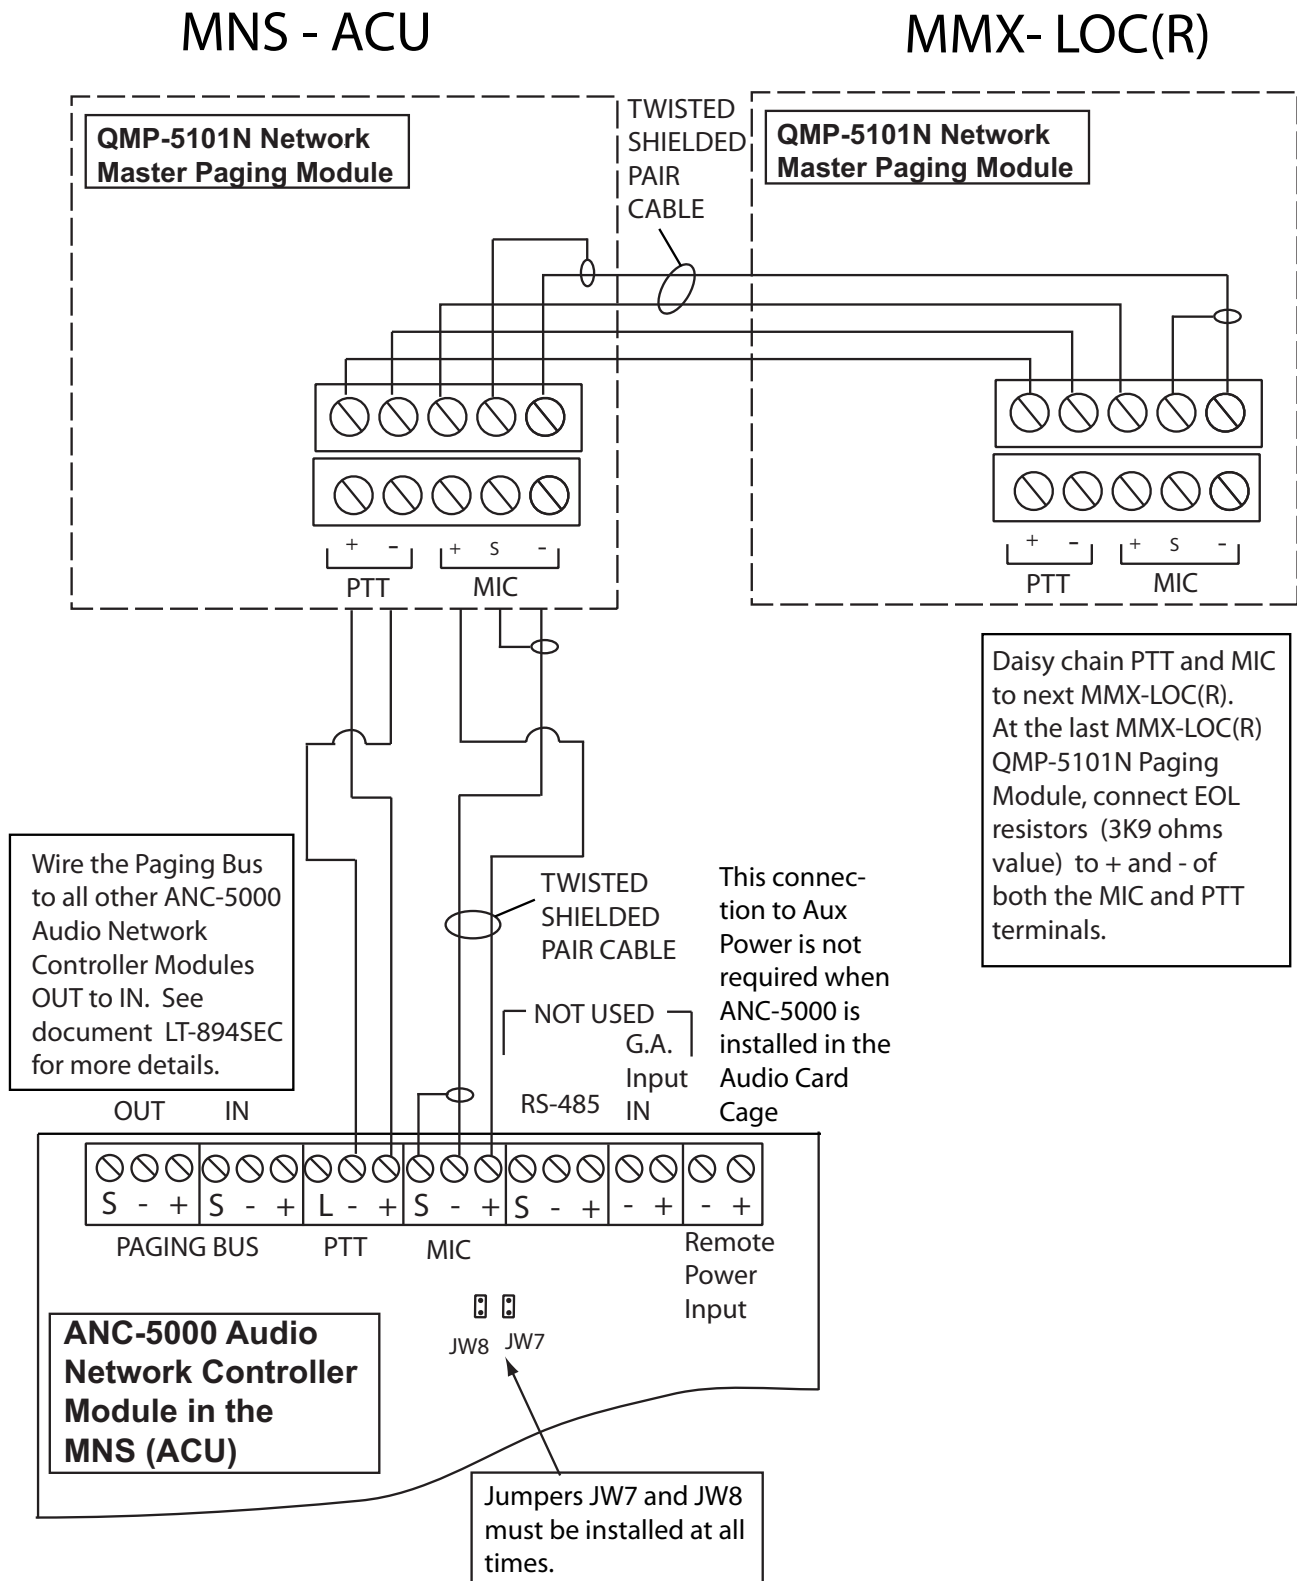 MNS - ACU
MMX- LOC(R)
QMP-5101N Network
Master Paging Module
TWISTED
SHIELDED
PAIR
CABLE
QMP-5101N Network
Master Paging Module
+ - + S -
PTT MIC
+ - + S -
PTT MIC
Daisy chain PTT and MIC
to next MMX-LOC(R).
At the last MMX-LOC(R)
QMP-5101N Paging
Module, connect EOL
resistors (3K9 ohms
value) to + and - of
both the MIC and PTT
terminals.
Wire the Paging Bus
to all other ANC-5000
Audio Network
Controller Modules
OUT to IN. See
document LT-894SEC
for more details.
TWISTED
SHIELDED
PAIR CABLE
This connec-
tion to Aux
Power is not
required when
ANC-5000 is
installed in the
Audio Card
Cage
NOT USED
G.A.
Input
IN
RS-485
OUT IN
S - + S - + L - + S - + S - + - + - +
PAGING BUS PTT MIC
Remote
Power
Input
JW8 JW7
ANC-5000 Audio
Network Controller
Module in the
MNS (ACU)
Jumpers JW7 and JW8
must be installed at all
times.